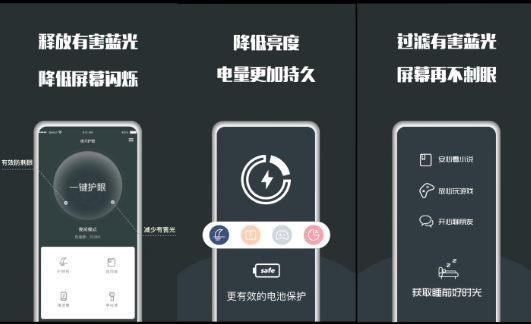 释放有害蓝光
降低屏幕闪烁
有效防刺眼
一键护眼
减少有害光
夜间模式
降低亮度
电量更加持久
safe
更有效的电池保护
过滤有害蓝光
屏幕再不刺眼
安心看小说
放心玩游戏
开心聊朋友
获取睡前好时光